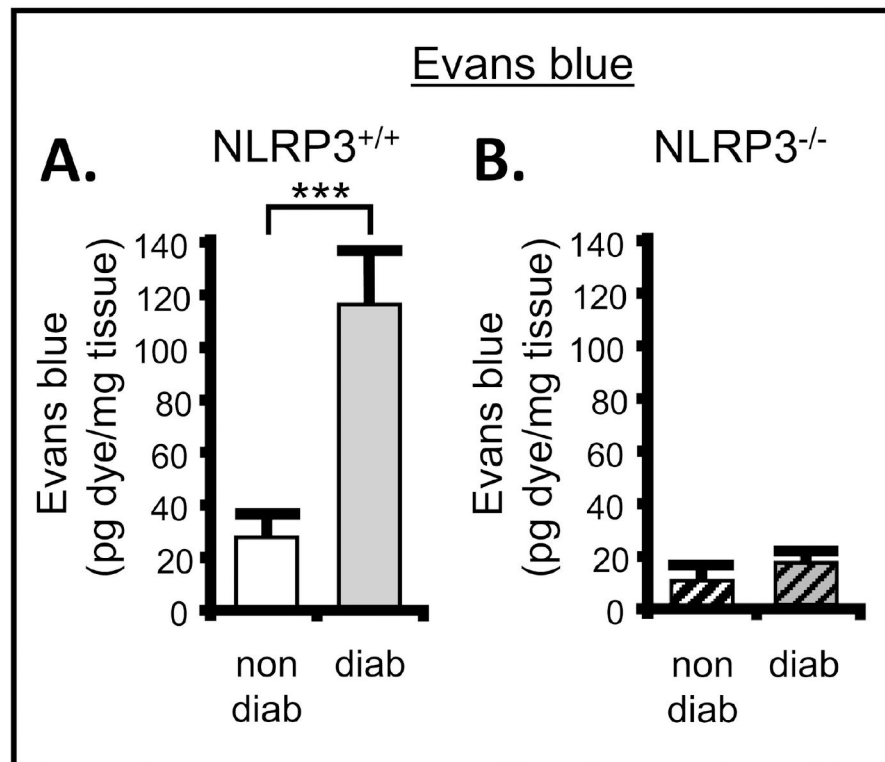 Evans blue
A.
NLRP3+/+
***
Evans blue
(pg dye/mg tissue)
140
120
100
80
60
40
20
0
non
diab
diab
B.
NLRP3-/-
Evans blue
(pg dye/mg tissue)
140
120
100
80
60
40
20
0
non
diab
diab